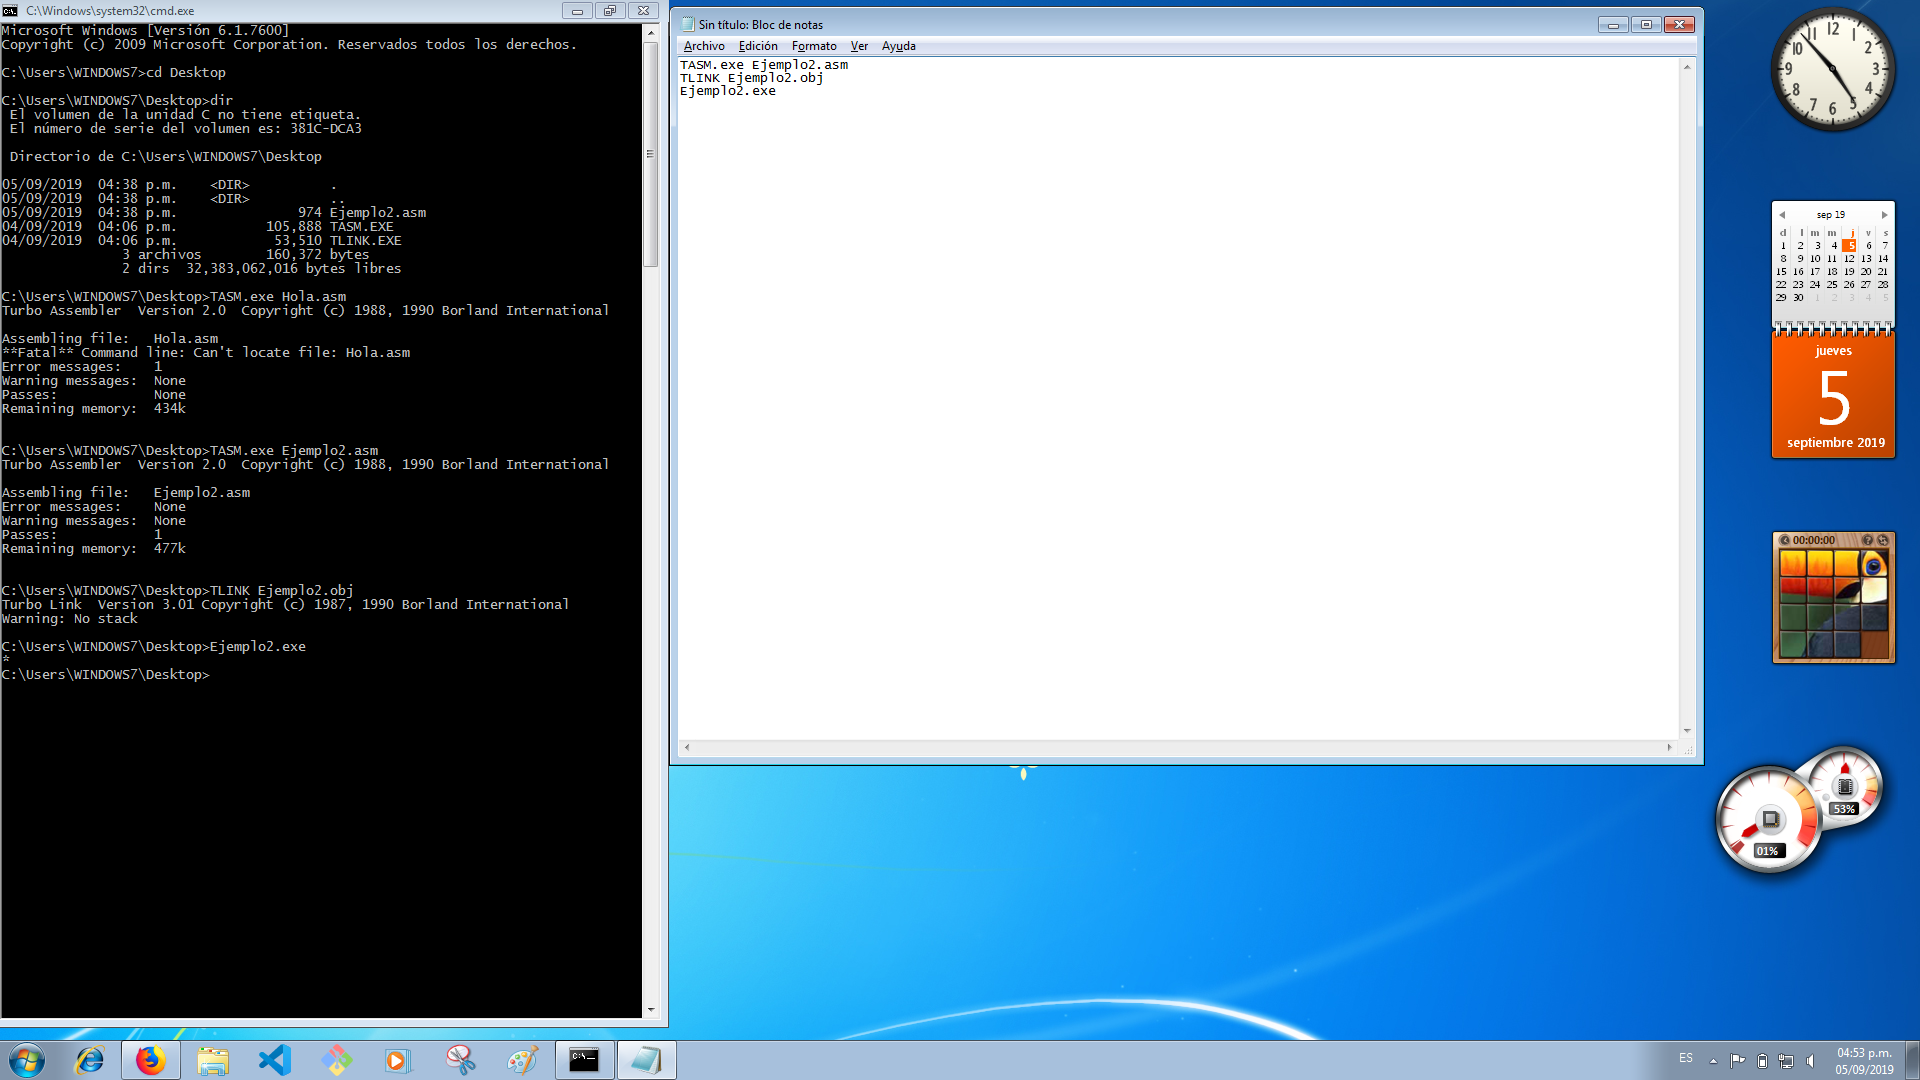 C:\Windows\system32\cmd.exe
Microsoft Windows [Versión 6.1.7600]
Copyright (c) 2009 Microsoft Corporation. Reservados todos los derechos.
C:\Users\WINDOWS7>cd Desktop
C:\Users\WINDOWS7\Desktop>dir
El volumen de la unidad C no tiene etiqueta.
El número de serie del volumen es: 381C-DCA3
Directorio de C:\Users\WINDOWS7\Desktop
05/09/2019  04:38 p.m.    <DIR>          .
05/09/2019  04:38 p.m.    <DIR>          ..
05/09/2019  04:38 p.m.               974 Ejemplo2.asm
04/09/2019  04:06 p.m.           105,888 TASM.EXE
04/09/2019  04:06 p.m.            53,510 TLINK.EXE
3 archivos        160,372 bytes
2 dirs  32,383,062,016 bytes libres
C:\Users\WINDOWS7\Desktop>TASM.exe Hola.asm
Turbo Assembler  Version 2.0  Copyright (c) 1988, 1990 Borland International
Assembling file:   Hola.asm
**Fatal** Command line: Can't locate file: Hola.asm
Error messages:    1
Warning messages:  None
Passes:            None
Remaining memory:  434k
C:\Users\WINDOWS7\Desktop>TASM.exe Ejemplo2.asm
Turbo Assembler  Version 2.0  Copyright (c) 1988, 1990 Borland International
Assembling file:   Ejemplo2.asm
Error messages:    None
Warning messages:  None
Passes:            1
Remaining memory:  477k
C:\Users\WINDOWS7\Desktop>TLINK Ejemplo2.obj
Turbo Link  Version 3.01 Copyright (c) 1987, 1990 Borland International
Warning: No stack
C:\Users\WINDOWS7\Desktop>Ejemplo2.exe
*
C:\Users\WINDOWS7\Desktop>
Sin título: Bloc de notas
Archivo Edición Formato Ver Ayuda
TASM.exe Ejemplo2.asm
TLINK Ejemplo2.obj
Ejemplo2.exe
12 1 2 3 4 5 6 7 8 9 10 11
sep 19
d l m m j v s
1 2 3 4 5 6 7
8 9 10 11 12 13 14
15 16 17 18 19 20 21
22 23 24 25 26 27 28
29 30 1 2 3 4 5
jueves
5
septiembre 2019
00:00:00
53%
01%
C:\_
ES
04:53 p.m.
05/09/2019